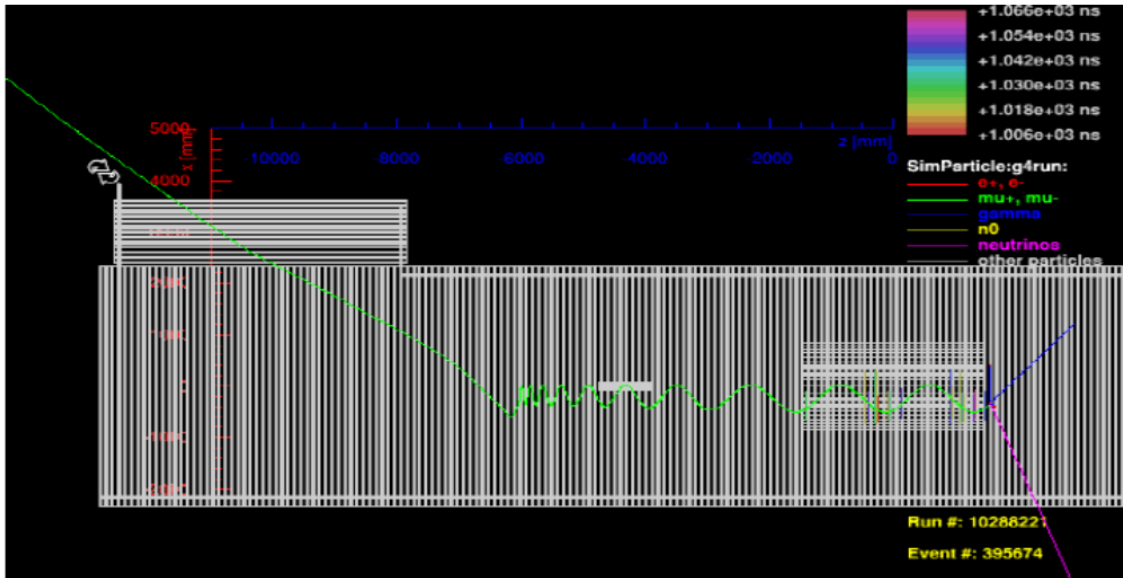 +1.066e+03 ns
+1.054e+03 ns
+1.042e+03 ns
+1.030e+03 ns
+1.018e+03 ns
+1.006e+03 ns
5000
x [mm]
-10000 -8000 -6000 -4000 -2000 0
z [mm]
4000
SimParticle:g4run:
e+, e-
mu+, mu-
gamma
n0
neutrinos
other particles
Run #: 10288221
Event #: 395674